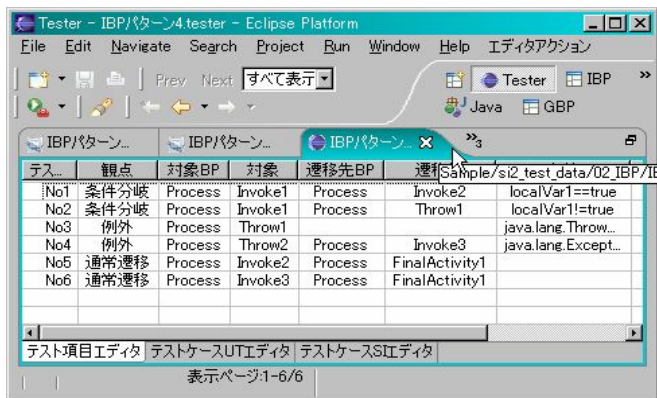 Tester - IBPパターン4.tester - Eclipse Platform
File Edit Navigate Search Project Run Window Help エディタアクション
Prev Next すべて表示 Tester IBP »
Java GBP
IBPパターン... IBPパターン... IBPパターン... »3
テス... 観点 対象BP 対象 遷移先BP 遷移
Sample/si2_test_data/02_IBP/IB
No1 条件分岐 Process Invoke1 Process Invoke2 localVar1==true
No2 条件分岐 Process Invoke1 Process Throw1 localVar1!=true
No3 例外 Process Throw1 java.lang.Throw...
No4 例外 Process Throw2 Process Invoke3 java.lang.Except...
No5 通常遷移 Process Invoke2 Process FinalActivity1
No6 通常遷移 Process Invoke3 Process FinalActivity1
テスト項目エディタ テストケースUTエディタ テストケースSIエディタ
表示ページ:1-6/6